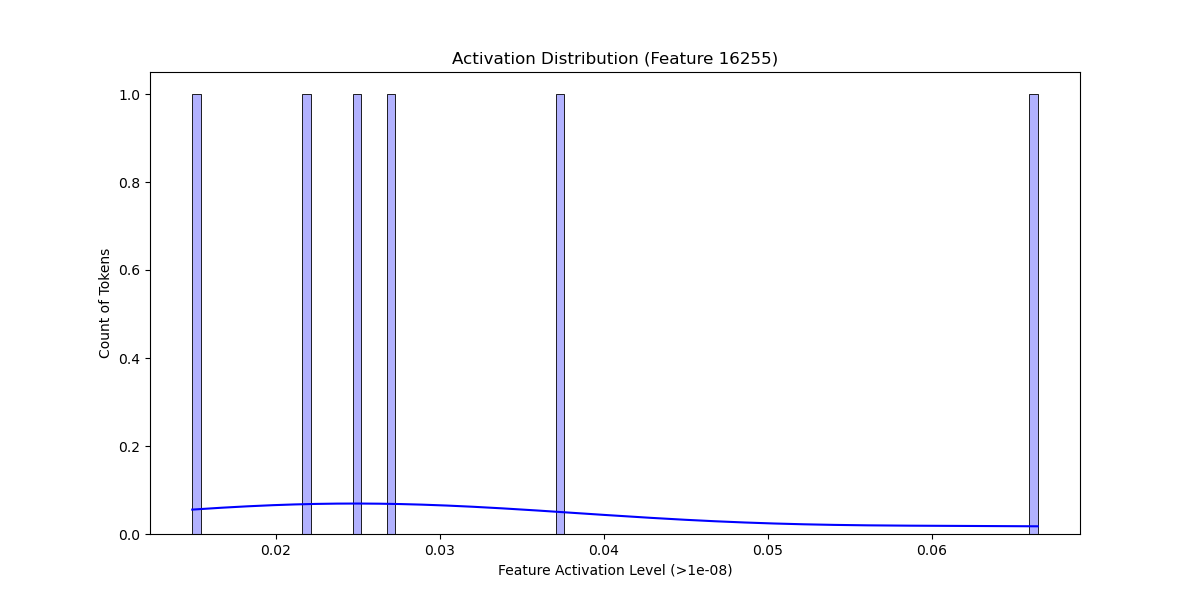 Activation Distribution (Feature 16255)
1.0
0.8
0.6
0.4
0.2
0.0
Count of Tokens
0.02 0.03 0.04 0.05 0.06
Feature Activation Level (>1e-08)